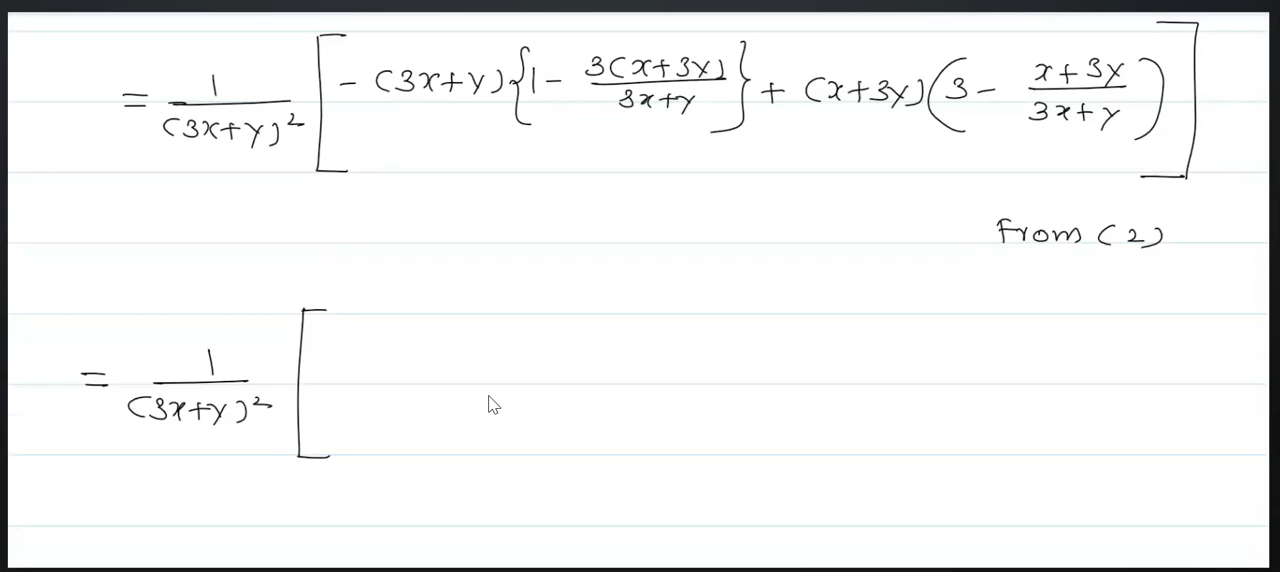 = 1/(3x+y)² [ - (3x+y) { 1 - 3(x+3y)/3x+y } + (x+3y) ( 3 - x+3y/3x+y ) ]
From (2)
= 1/(3x+y)² [